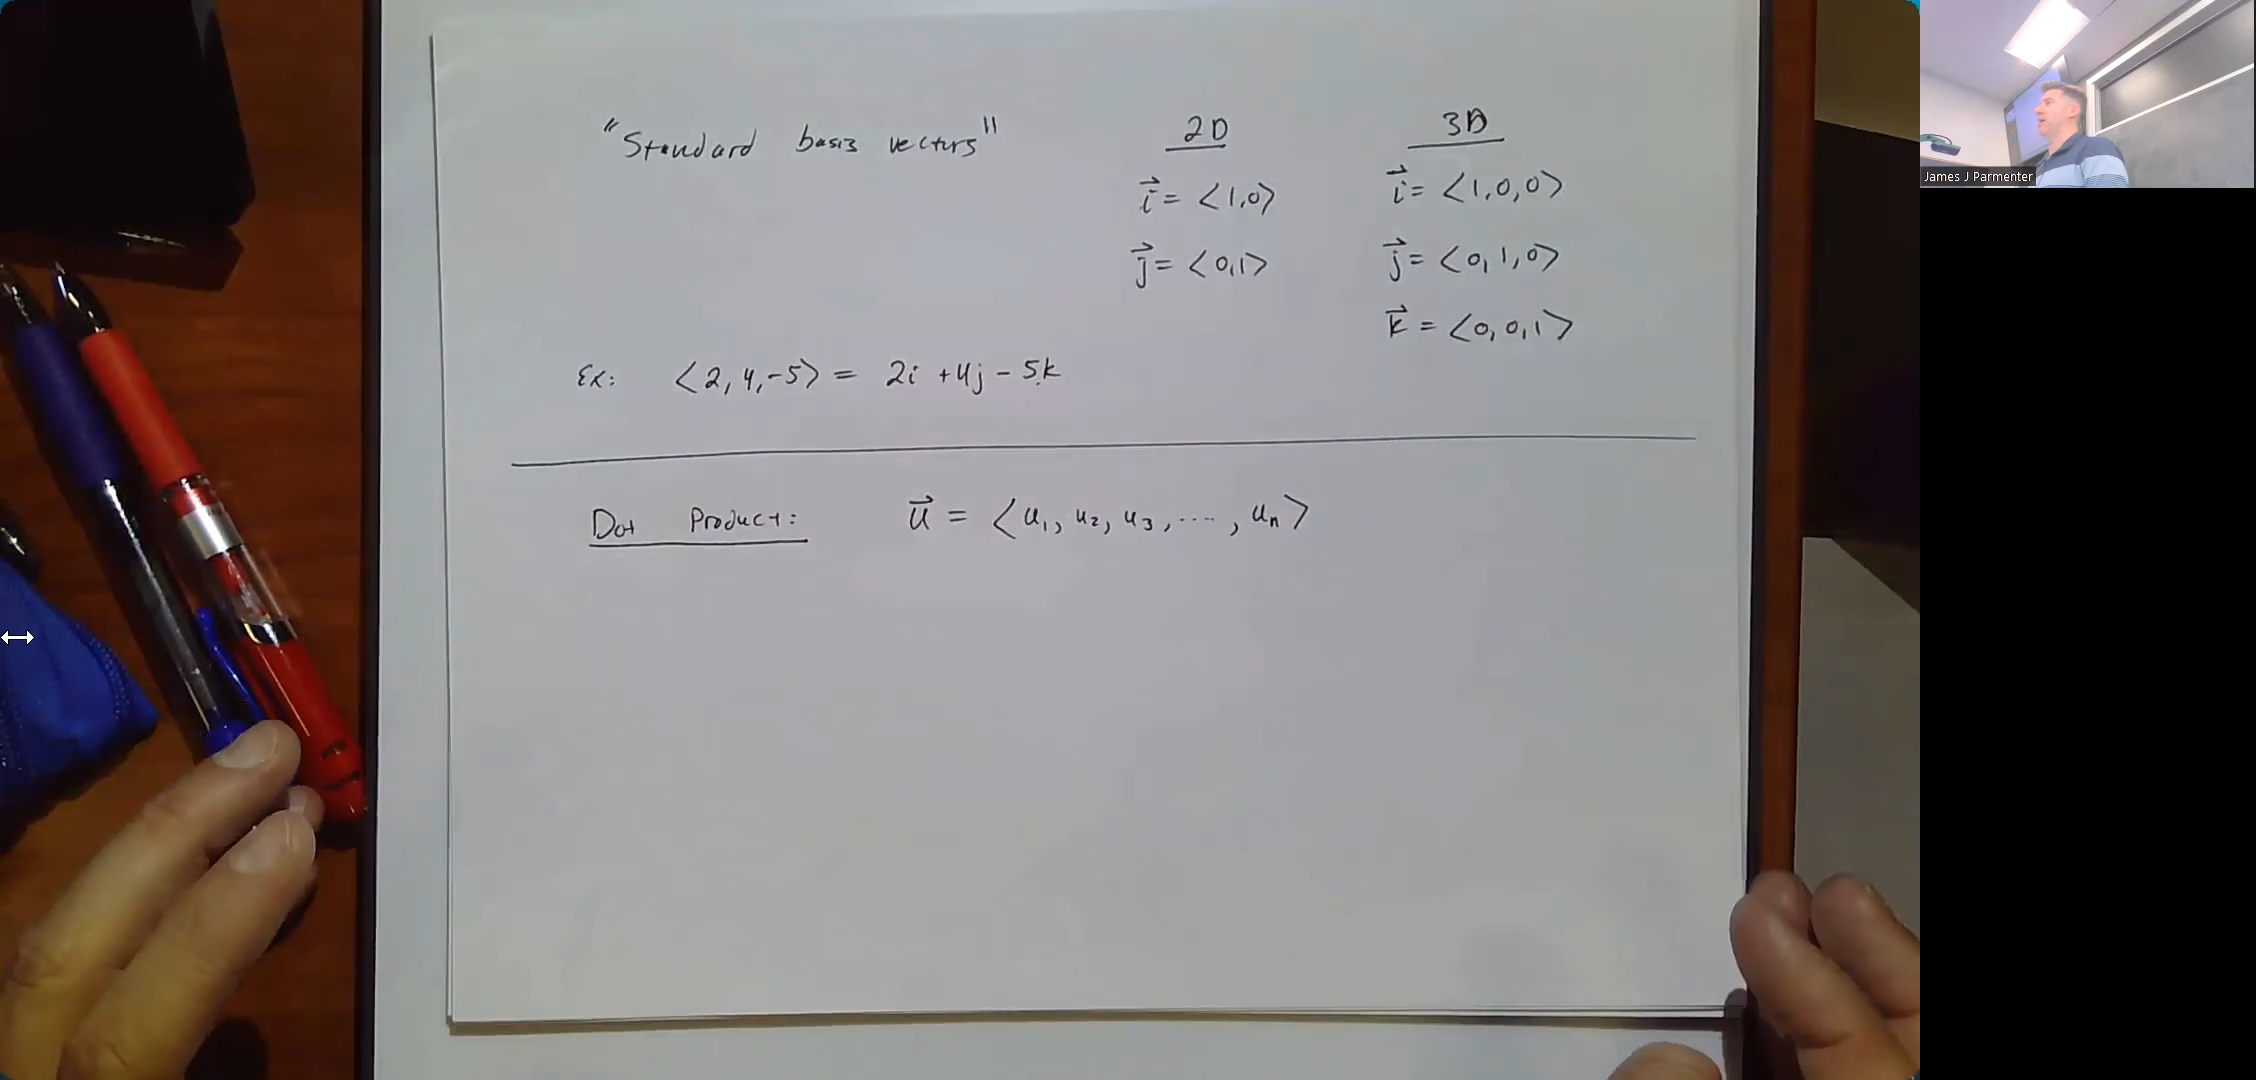 "Standard basis vectors"
2D
i⃗ = <1,0>
j⃗ = <0,1>
3D
i⃗ = <1,0,0>
j⃗ = <0,1,0>
k⃗ = <0,0,1>
Ex: <2,4,-5> = 2i +4j - 5k
Dot Product: u⃗ = <u₁, u₂, u₃, ...., uₙ>
James J Parmenter